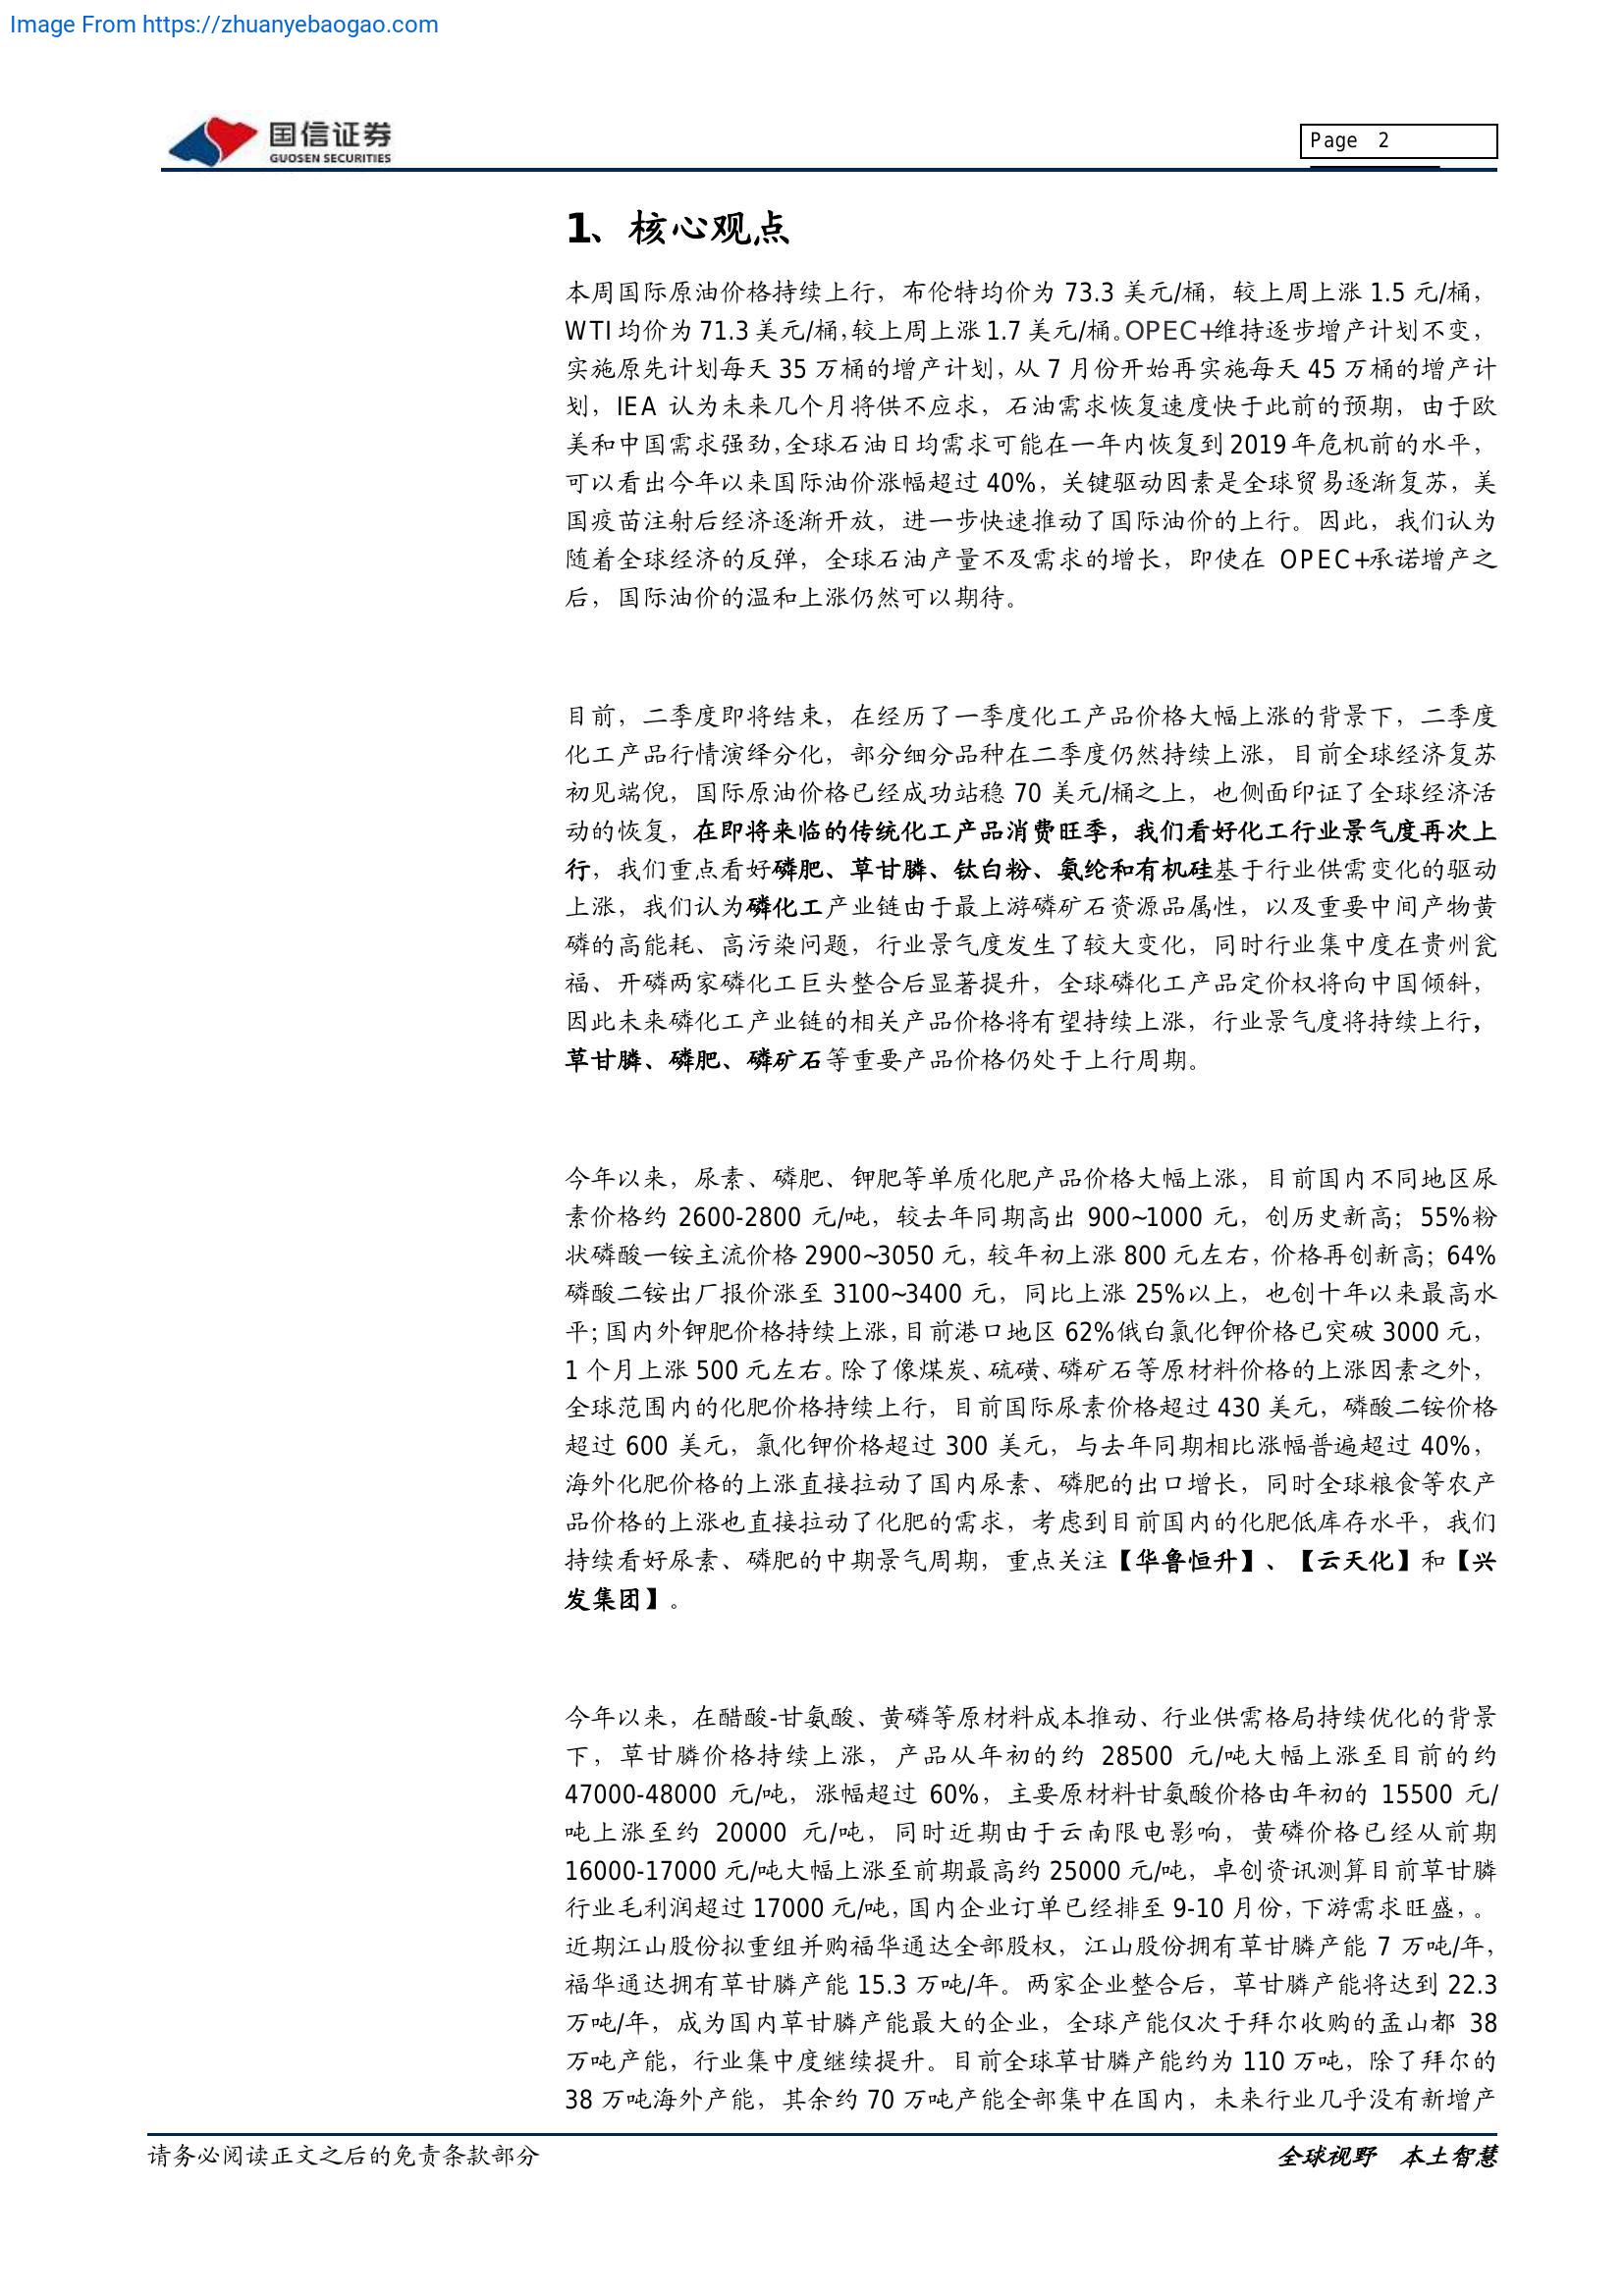 Image From https://zhuanyebaogao.com
国信证券
GUOSEN SECURITIES
Page 2
1、核心观点
本周国际原油价格持续上行，布伦特均价为 73.3 美元/桶，较上周上涨 1.5 元/桶，
WTI 均价为 71.3 美元/桶，较上周上涨 1.7 美元/桶。OPEC+维持逐步增产计划不变，
实施原先计划每天 35 万桶的增产计划，从 7 月份开始再实施每天 45 万桶的增产计
划，IEA 认为未来几个月将供不应求，石油需求恢复速度快于此前的预期，由于欧
美和中国需求强劲，全球石油日均需求可能在一年内恢复到 2019 年危机前的水平，
可以看出今年以来国际油价涨幅超过 40%，关键驱动因素是全球贸易逐渐复苏，美
国疫苗注射后经济逐渐开放，进一步快速推动了国际油价的上行。因此，我们认为
随着全球经济的反弹，全球石油产量不及需求的增长，即使在 OPEC+承诺增产之
后，国际油价的温和上涨仍然可以期待。
目前，二季度即将结束，在经历了一季度化工产品价格大幅上涨的背景下，二季度
化工产品行情演绎分化，部分细分品种在二季度仍然持续上涨，目前全球经济复苏
初见端倪，国际原油价格已经成功站稳 70 美元/桶之上，也侧面印证了全球经济活
动的恢复，在即将来临的传统化工产品消费旺季，我们看好化工行业景气度再次上
行，我们重点看好磷肥、草甘膦、钛白粉、氨纶和有机硅基于行业供需变化的驱动
上涨，我们认为磷化工产业链由于最上游磷矿石资源品属性，以及重要中间产物黄
磷的高能耗、高污染问题，行业景气度发生了较大变化，同时行业集中度在贵州瓮
福、开磷两家磷化工巨头整合后显著提升，全球磷化工产品定价权将向中国倾斜，
因此未来磷化工产业链的相关产品价格将有望持续上涨，行业景气度将持续上行，
草甘膦、磷肥、磷矿石等重要产品价格仍处于上行周期。
今年以来，尿素、磷肥、钾肥等单质化肥产品价格大幅上涨，目前国内不同地区尿
素价格约 2600-2800 元/吨，较去年同期高出 900~1000 元，创历史新高；55%粉
状磷酸一铵主流价格 2900~3050 元，较年初上涨 800 元左右，价格再创新高；64%
磷酸二铵出厂报价涨至 3100~3400 元，同比上涨 25%以上，也创十年以来最高水
平；国内外钾肥价格持续上涨，目前港口地区 62%俄白氯化钾价格已突破 3000 元，
1 个月上涨 500 元左右。除了像煤炭、硫磺、磷矿石等原材料价格的上涨因素之外，
全球范围内的化肥价格持续上行，目前国际尿素价格超过 430 美元，磷酸二铵价格
超过 600 美元，氯化钾价格超过 300 美元，与去年同期相比涨幅普遍超过 40%，
海外化肥价格的上涨直接拉动了国内尿素、磷肥的出口增长，同时全球粮食等农产
品价格的上涨也直接拉动了化肥的需求，考虑到目前国内的化肥低库存水平，我们
持续看好尿素、磷肥的中期景气周期，重点关注【华鲁恒升】、【云天化】和【兴
发集团】。
今年以来，在醋酸-甘氨酸、黄磷等原材料成本推动、行业供需格局持续优化的背景
下，草甘膦价格持续上涨，产品从年初的约 28500 元/吨大幅上涨至目前的约
47000-48000 元/吨，涨幅超过 60%，主要原材料甘氨酸价格由年初的 15500 元/
吨上涨至约 20000 元/吨，同时近期由于云南限电影响，黄磷价格已经从前期
16000-17000 元/吨大幅上涨至前期最高约 25000 元/吨，卓创资讯测算目前草甘膦
行业毛利润超过 17000 元/吨，国内企业订单已经排至 9-10 月份，下游需求旺盛，。
近期江山股份拟重组并购福华通达全部股权，江山股份拥有草甘膦产能 7 万吨/年，
福华通达拥有草甘膦产能 15.3 万吨/年。两家企业整合后，草甘膦产能将达到 22.3
万吨/年，成为国内草甘膦产能最大的企业，全球产能仅次于拜尔收购的孟山都 38
万吨产能，行业集中度继续提升。目前全球草甘膦产能约为 110 万吨，除了拜尔的
38 万吨海外产能，其余约 70 万吨产能全部集中在国内，未来行业几乎没有新增产
请务必阅读正文之后的免责条款部分
全球视野 本土智慧